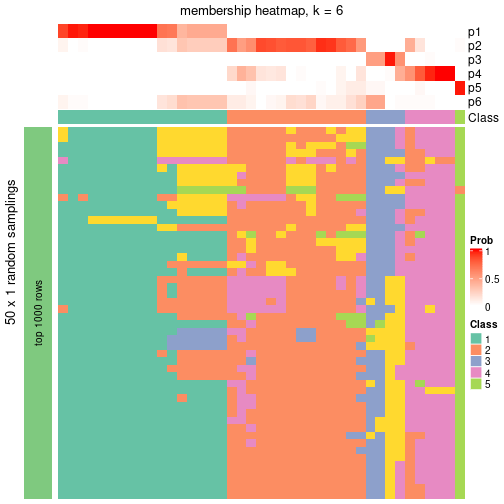 membership heatmap, k = 6
p1
p2
p3
p4
p5
p6
Class
50 x 1 random samplings
top 1000 rows
Prob
1
0.5
0
Class
1
2
3
4
5